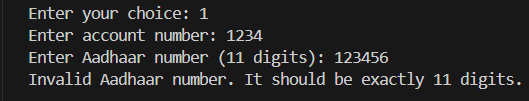 Enter your choice: 1
Enter account number: 1234
Enter Aadhaar number (11 digits): 123456
Invalid Aadhaar number. It should be exactly 11 digits.